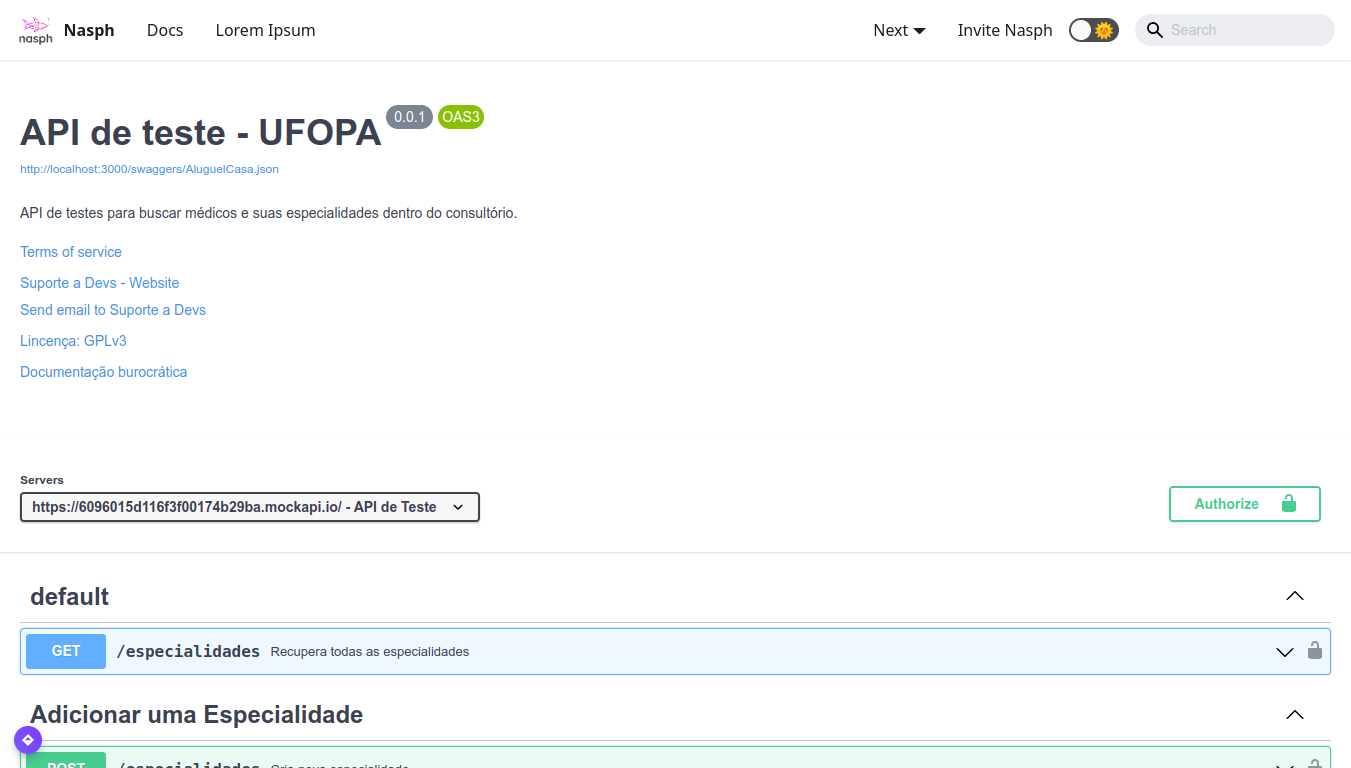 nasph Nasph Docs Lorem Ipsum Next Invite Nasph Search
API de teste - UFOPA 0.0.1 OAS3
http://localhost:3000/swaggers/AluguelCasa.json
API de testes para buscar médicos e suas especialidades dentro do consultório.
Terms of service
Suporte a Devs - Website
Send email to Suporte a Devs
Lincença: GPLv3
Documentação burocrática
Servers
https://6096015d116f3f00174b29ba.mockapi.io/ - API de Teste Authorize
default
GET /especialidades Recupera todas as especialidades
Adicionar uma Especialidade
POST /especialidades Cria nova especialidade